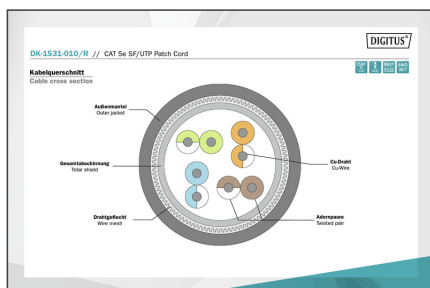 DIGITUS®
DK-1531-010/R // CAT 5e SF/UTP Patch Cord
Kabelquerschnitt
Cable cross section
Außenmantel
Outer jacket
Gesamtabschirmung
Total shield
Cu-Draht
Cu-Wire
Drahtgeflecht
Wire mesh
Adernpaare
Twisted pair